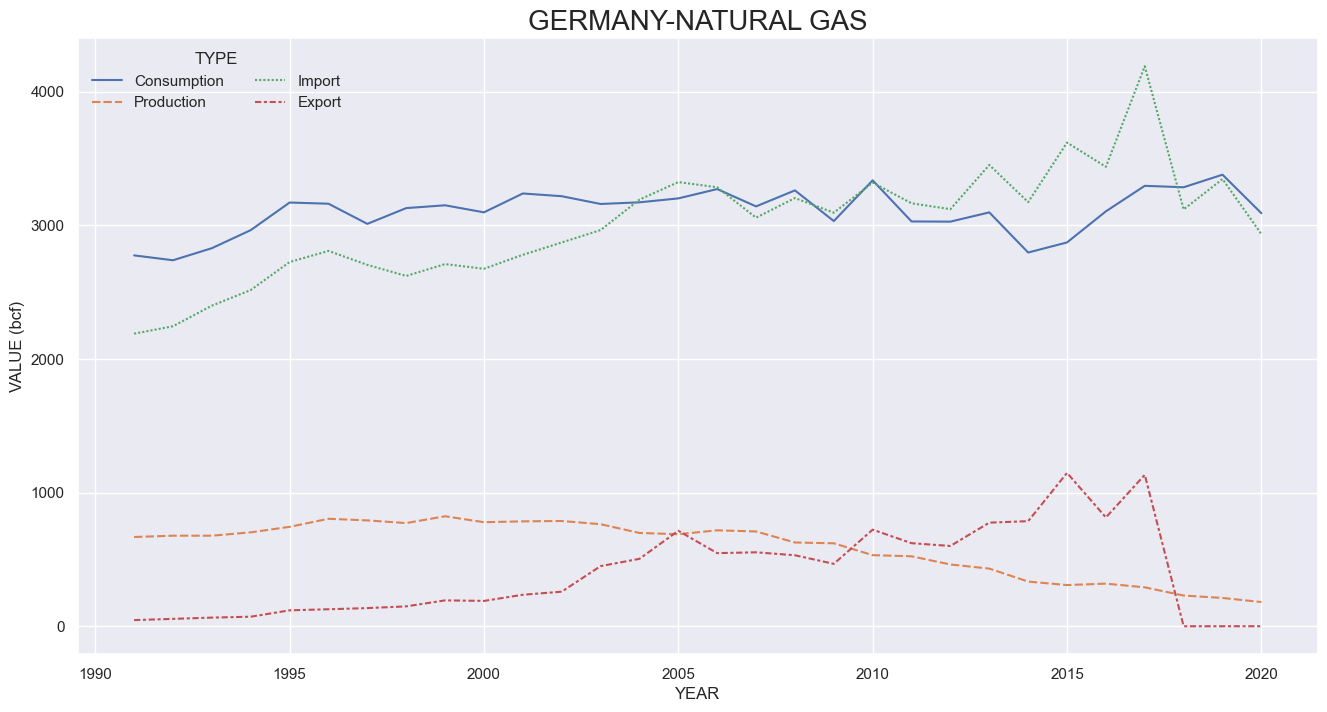 GERMANY-NATURAL GAS
TYPE
Consumption
Production
Import
Export
4000
3000
2000
1000
0
VALUE (bcf)
1990
1995
2000
2005
2010
2015
2020
YEAR